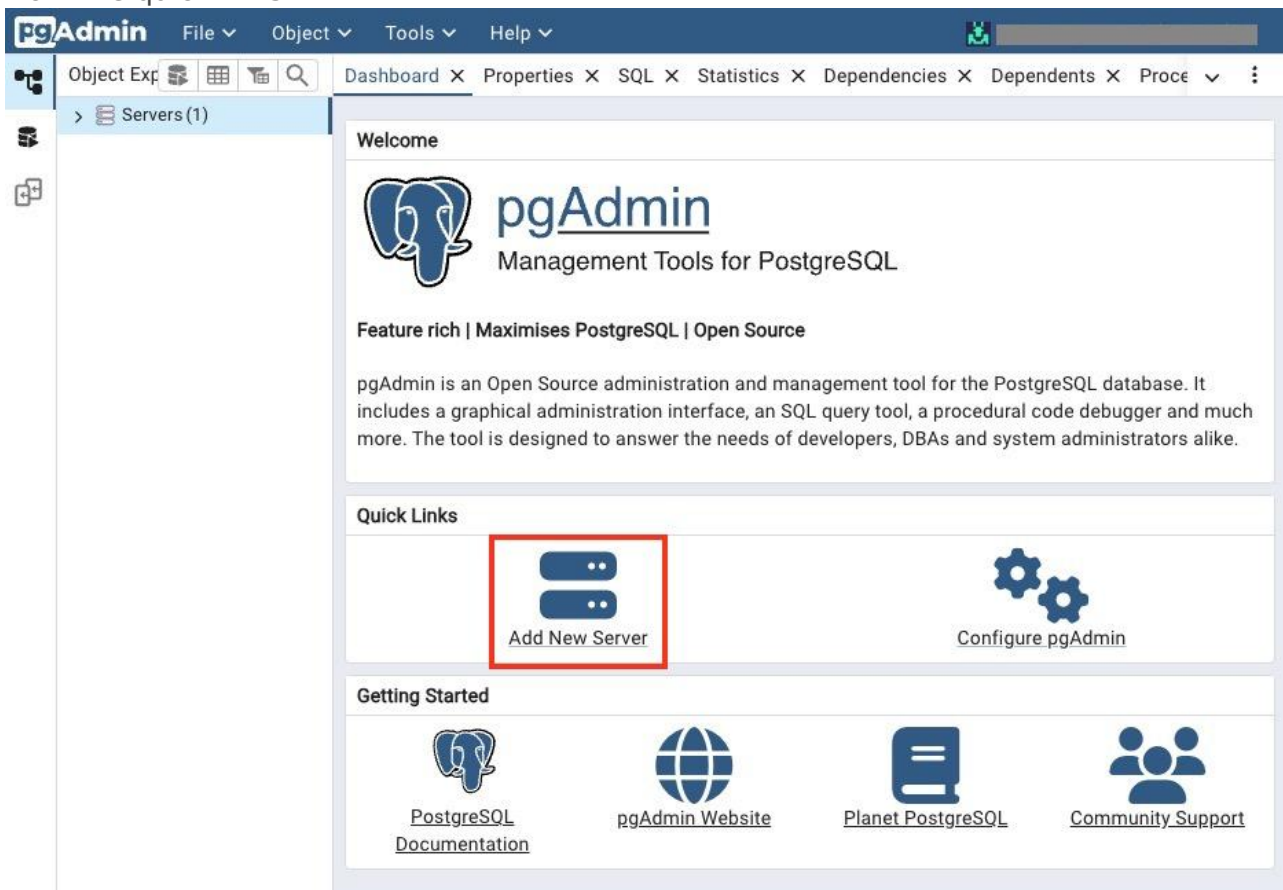 pgAdmin File Object Tools Help
Object Exp
Dashboard Properties SQL Statistics Dependencies Dependents Proce
Servers (1)
Welcome
pgAdmin
Management Tools for PostgreSQL
Feature rich | Maximises PostgreSQL | Open Source
pgAdmin is an Open Source administration and management tool for the PostgreSQL database. It
includes a graphical administration interface, an SQL query tool, a procedural code debugger and much
more. The tool is designed to answer the needs of developers, DBAs and system administrators alike.
Quick Links
Add New Server
Configure pgAdmin
Getting Started
PostgreSQL
Documentation
pgAdmin Website
Planet PostgreSQL
Community Support